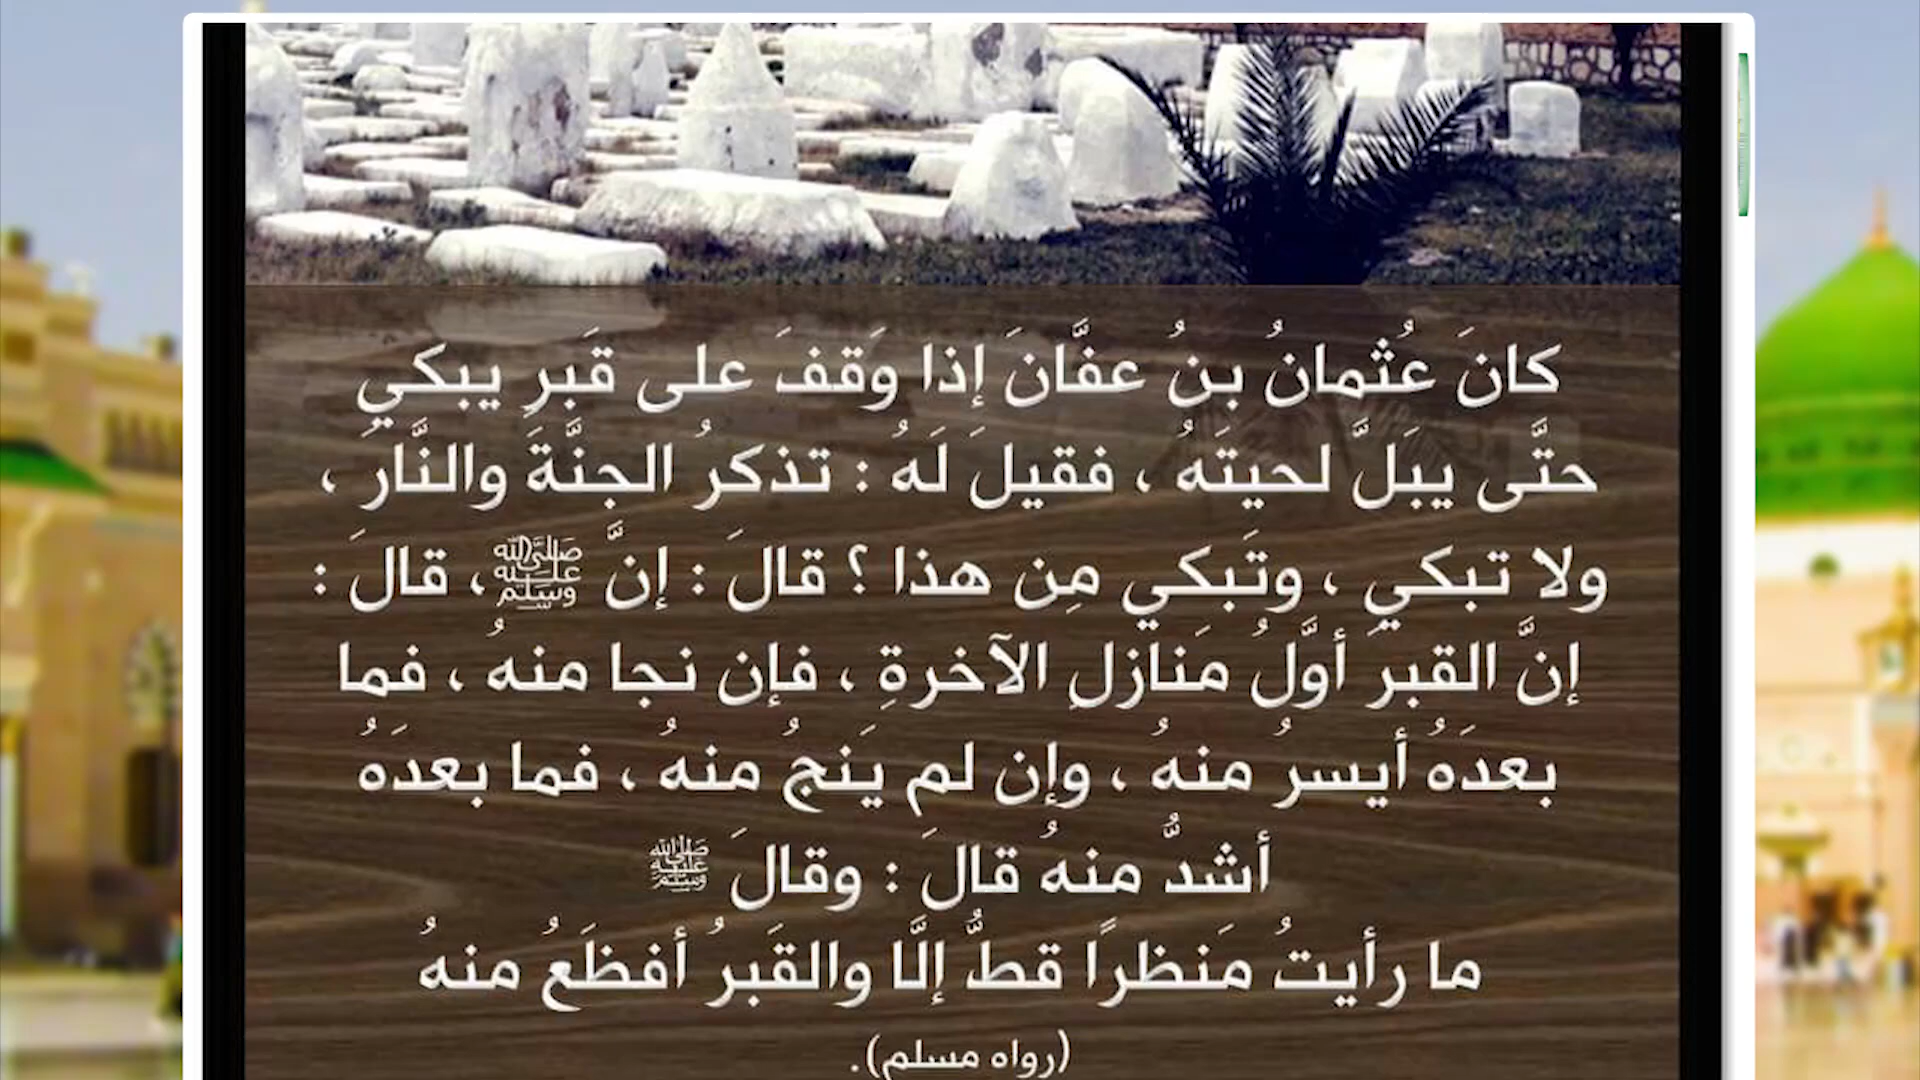 كانَ عُثمانُ بنُ عفَّانَ إذا وَقفَ على قَبرِ يبكي
حتَّى يبَلَّ لحيتَهُ ، فقيلَ لَهُ : تذكرُ الجنَّةَ والنَّارَ ،
ولا تبكي ، وتَبكي مِن هذا ؟ قالَ : إنَّ ﷺ، قالَ :
إنَّ القبرَ أوَّلُ مَنازلِ الآخرةِ ، فإن نجا منهُ ، فما
بعدَهُ أيسرُ منهُ ، وإن لم يَنجُ منهُ ، فما بعدَهُ
أشدُّ منهُ قالَ : وقالَ ﷺ
ما رأيتُ مَنظرًا قطُّ إلَّا والقَبرُ أفظَعُ منهُ
(رواه مسلم).